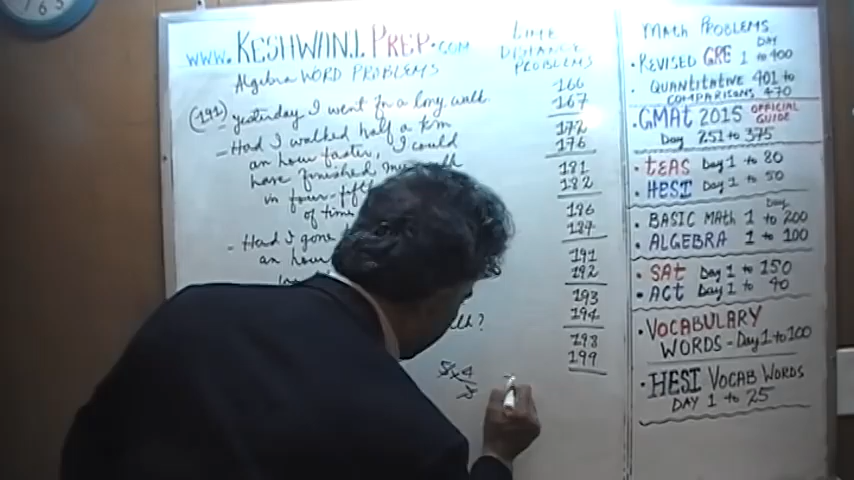 www.KESHWANI PREP.COM
Algebra WORD PROBLEMS
(191)
- yesterday I went for a long walk.
- Had I walked half a km
an hour faster, I could
have finished my
in four-fifth
of time
- Had I gone
an hour
walk?
5x4
5
TIME
DISTANCE
PROBLEMS
166
167
172
176
181
182
186
187
191
192
193
194
198
199
MATH PROBLEMS
DAY
• REVISED GRE 1 to 400
• QUANTITATIVE 401 to
COMPARISONS 470
• GMAT 2015 OFFICIAL
GUIDE
Day 251 to 375
• TEAS Day 1 to 80
• HESI Day 1 to 50
Day
• BASIC MATH 1 to 200
• ALGEBRA 1 to 100
• SAT Day 1 to 150
• ACT Day 1 to 90
• VOCABULARY
WORDS - Day 1 to 100
• HESI VOCAB WORDS
DAY 1 to 25